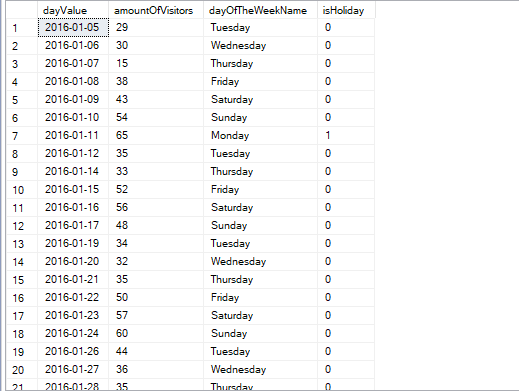 dayValue amountOfVisitors dayOfTheWeekName isHoliday
1 2016-01-05 29 Tuesday 0
2 2016-01-06 30 Wednesday 0
3 2016-01-07 15 Thursday 0
4 2016-01-08 38 Friday 0
5 2016-01-09 43 Saturday 0
6 2016-01-10 54 Sunday 0
7 2016-01-11 65 Monday 1
8 2016-01-12 35 Tuesday 0
9 2016-01-14 33 Thursday 0
10 2016-01-15 52 Friday 0
11 2016-01-16 56 Saturday 0
12 2016-01-17 48 Sunday 0
13 2016-01-19 34 Tuesday 0
14 2016-01-20 32 Wednesday 0
15 2016-01-21 35 Thursday 0
16 2016-01-22 50 Friday 0
17 2016-01-23 57 Saturday 0
18 2016-01-24 60 Sunday 0
19 2016-01-26 44 Tuesday 0
20 2016-01-27 36 Wednesday 0
21 2016-01-28 35 Thursday 0